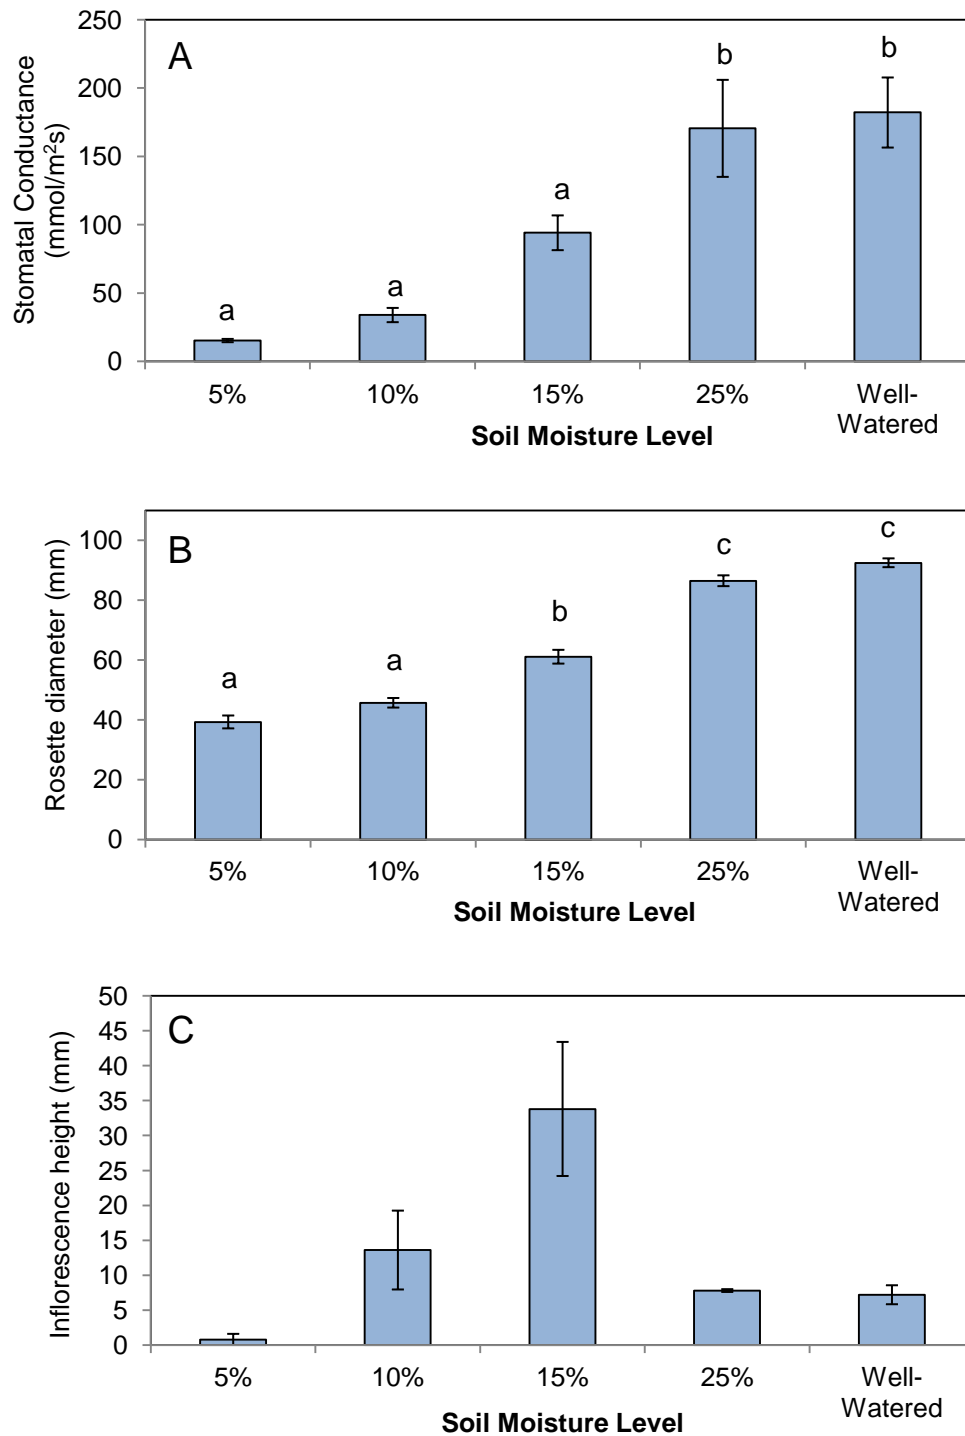 A
Stomatal Conductance
(mmol/m²s)
250
200
150
100
50
0
a
a
a
b
b
5%
10%
15%
25%
Well-
Watered
Soil Moisture Level
B
Rosette diameter (mm)
100
80
60
40
20
0
a
a
b
c
c
5%
10%
15%
25%
Well-
Watered
Soil Moisture Level
C
Inflorescence height (mm)
50
45
40
35
30
25
20
15
10
5
0
5%
10%
15%
25%
Well-
Watered
Soil Moisture Level